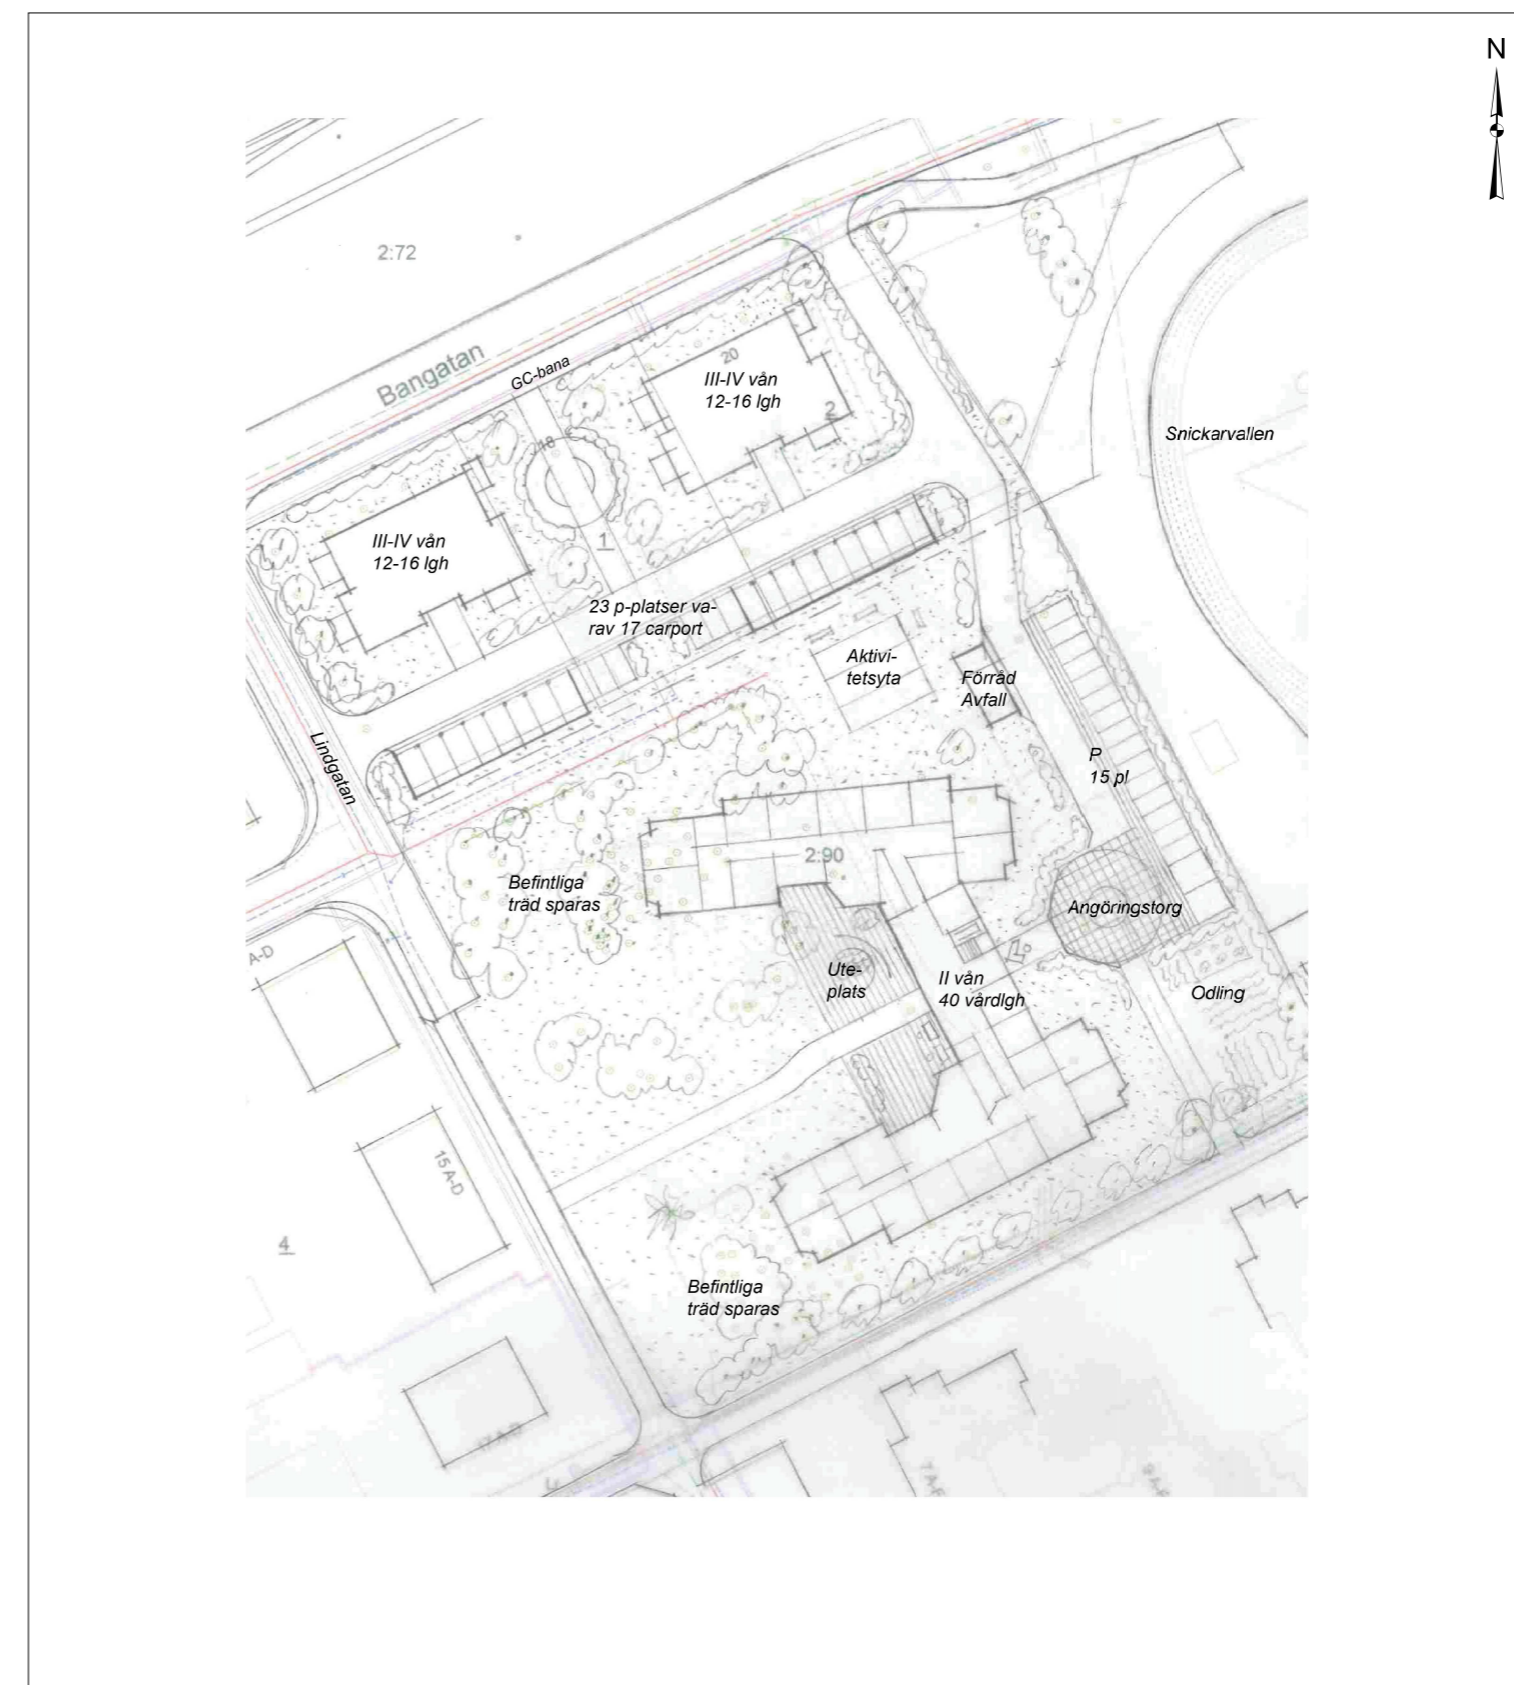 N
2:72
Bangatan
GC-bana
20
III-IV vån
12-16 lgh
2
Snickarvallen
18
1
III-IV vån
12-16 lgh
23 p-platser va-
rav 17 carport
Aktivi-
tetsyta
Förråd
Avfall
Lindgatan
P
15 pl
2:90
Befintliga
träd sparas
Angöringstorg
A-D
Ute-
plats
II vån
40 vårdlgh
Odling
15 A-D
4
Befintliga
träd sparas
17 A-D